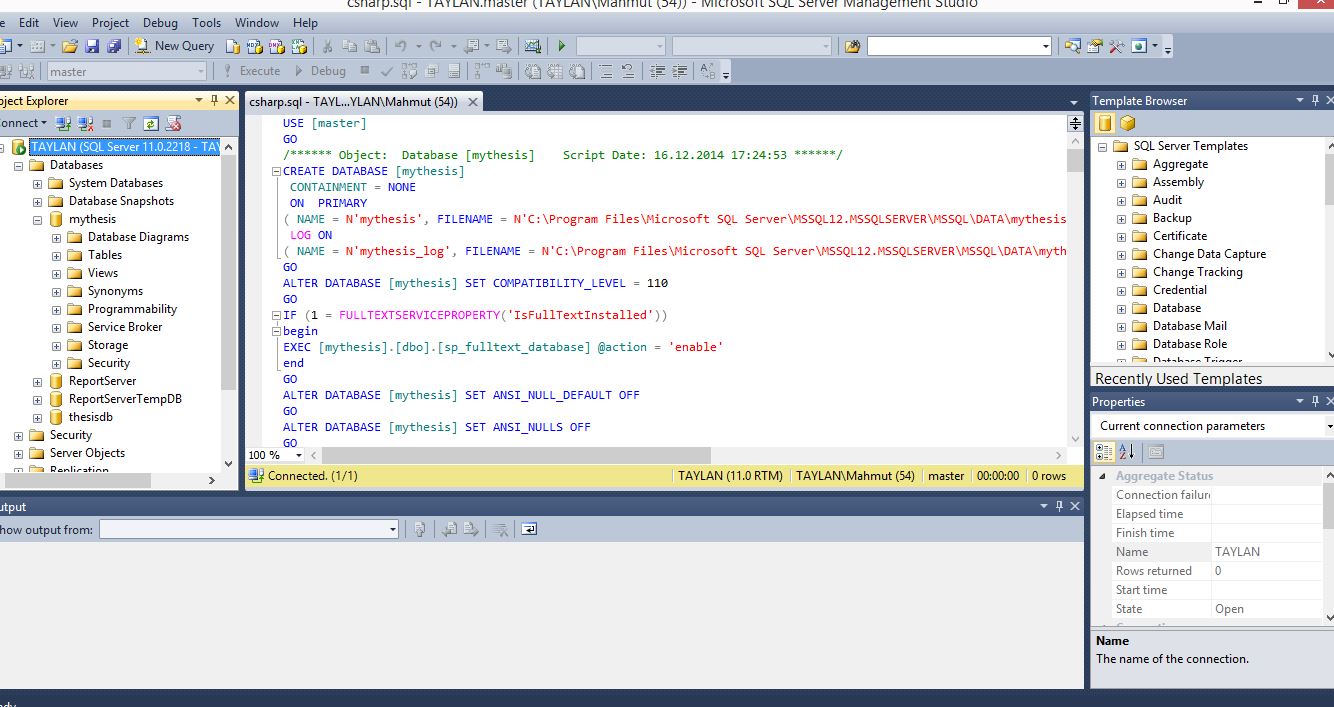 csharp.sql - TAYLAN.master (TAYLAN\Mahmut (54)) - Microsoft SQL Server Management Studio
Edit View Project Debug Tools Window Help
New Query
master Execute Debug
ject Explorer
onnect
TAYLAN (SQL Server 11.0.2218 - TAY
Databases
System Databases
Database Snapshots
mythesis
Database Diagrams
Tables
Views
Synonyms
Programmability
Service Broker
Storage
Security
ReportServer
ReportServerTempDB
thesisdb
Security
Server Objects
Replication
csharp.sql - TAYL...YLAN\Mahmut (54))
USE [master]
GO
/****** Object:  Database [mythesis]    Script Date: 16.12.2014 17:24:53 ******/
CREATE DATABASE [mythesis]
CONTAINMENT = NONE
ON  PRIMARY
( NAME = N'mythesis', FILENAME = N'C:\Program Files\Microsoft SQL Server\MSSQL12.MSSQLSERVER\MSSQL\DATA\mythesis
LOG ON
( NAME = N'mythesis_log', FILENAME = N'C:\Program Files\Microsoft SQL Server\MSSQL12.MSSQLSERVER\MSSQL\DATA\myth
GO
ALTER DATABASE [mythesis] SET COMPATIBILITY_LEVEL = 110
GO
IF (1 = FULLTEXTSERVICEPROPERTY('IsFullTextInstalled'))
begin
EXEC [mythesis].[dbo].[sp_fulltext_database] @action = 'enable'
end
GO
ALTER DATABASE [mythesis] SET ANSI_NULL_DEFAULT OFF
GO
ALTER DATABASE [mythesis] SET ANSI_NULLS OFF
GO
100 %
Connected. (1/1) TAYLAN (11.0 RTM) TAYLAN\Mahmut (54) master 00:00:00 0 rows
Template Browser
SQL Server Templates
Aggregate
Assembly
Audit
Backup
Certificate
Change Data Capture
Change Tracking
Credential
Database
Database Mail
Database Role
Database Trigger
Recently Used Templates
Properties
Current connection parameters
Aggregate Status
Connection failure
Elapsed time
Finish time
Name TAYLAN
Rows returned 0
Start time
State Open
Name
The name of the connection.
utput
how output from: